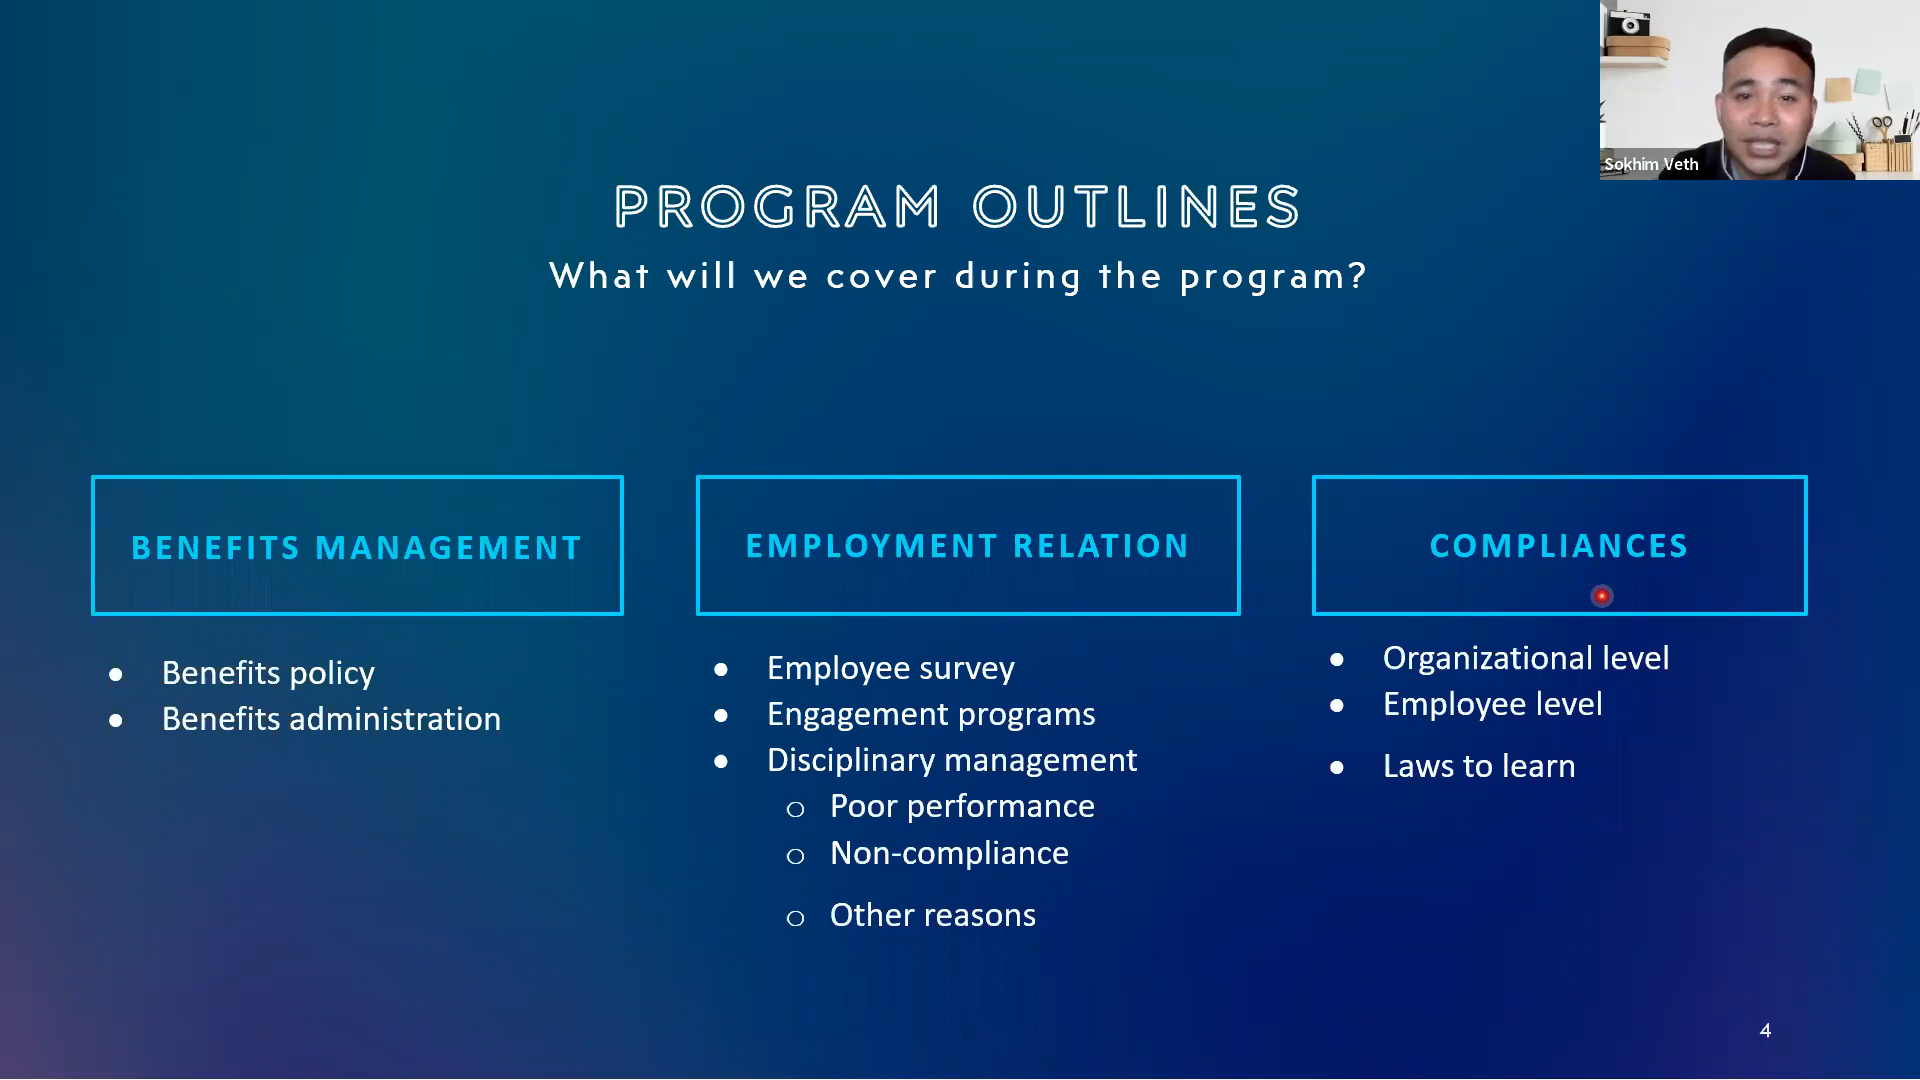 Sokhim Veth
PROGRAM OUTLINES
What will we cover during the program?
BENEFITS MANAGEMENT
• Benefits policy
• Benefits administration
EMPLOYMENT RELATION
• Employee survey
• Engagement programs
• Disciplinary management
o Poor performance
o Non-compliance
o Other reasons
COMPLIANCES
• Organizational level
• Employee level
• Laws to learn
4